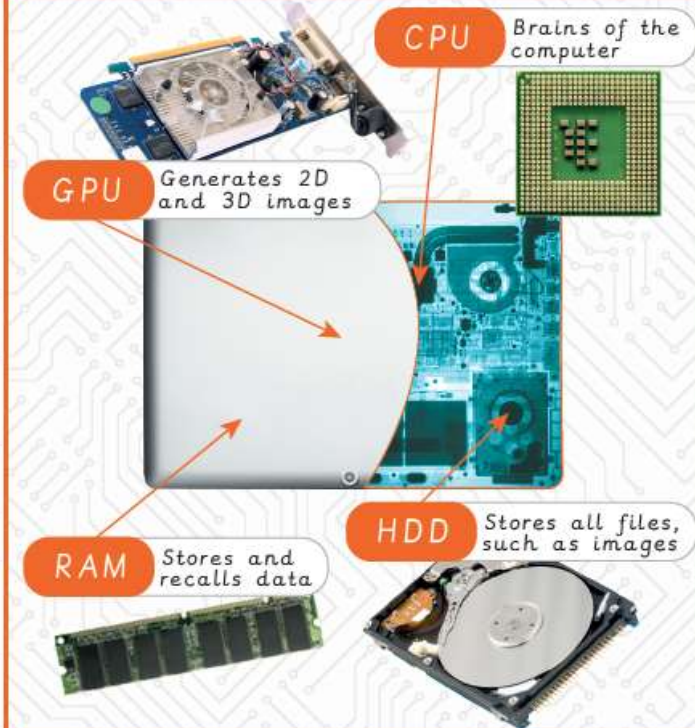 CPU
Brains of the
computer
GPU
Generates 2D
and 3D images
RAM
Stores and
recalls data
HDD
Stores all files,
such as images